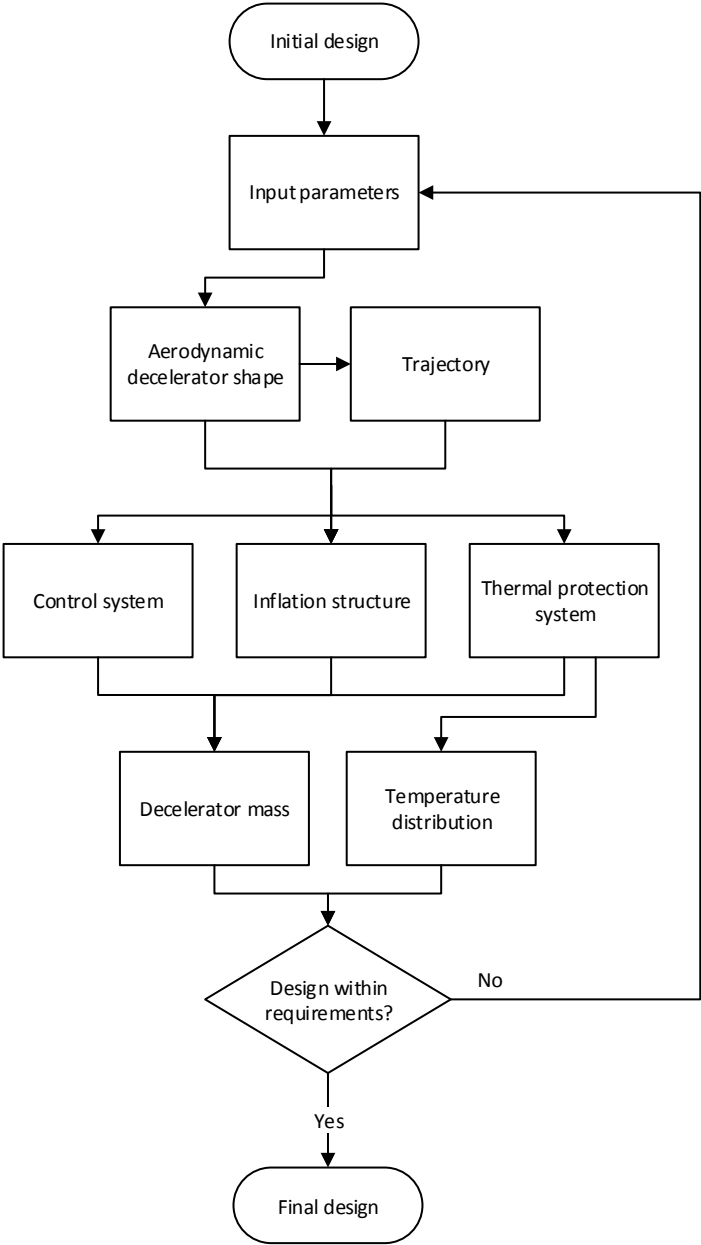 Initial design
Input parameters
Aerodynamic
decelerator shape
Trajectory
Control system
Inflation structure
Thermal protection
system
Decelerator mass
Temperature
distribution
Design within
requirements?
No
Yes
Final design